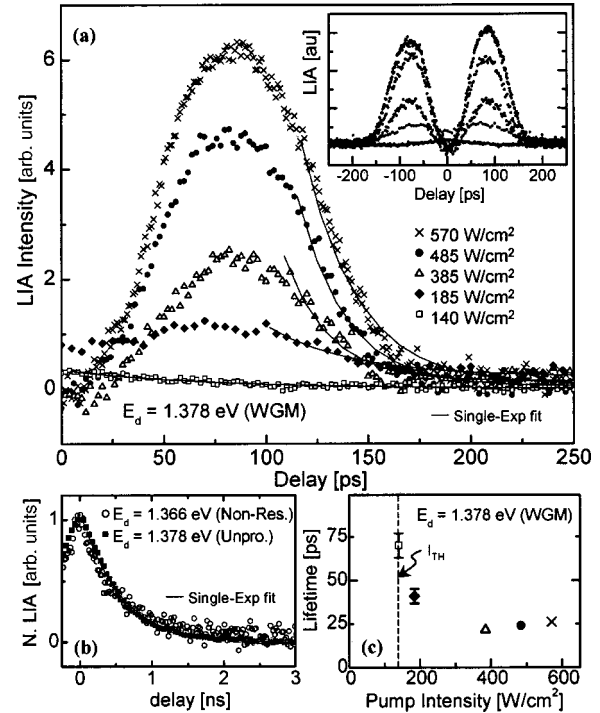 (a)
LIA Intensity [arb. units]
6
4
2
0
LIA [au]
-200 -100 0 100 200
Delay [ps]
× 570 W/cm²
● 485 W/cm²
△ 385 W/cm²
◆ 185 W/cm²
□ 140 W/cm²
E_d = 1.378 eV (WGM)
Single-Exp fit
0 50 100 150 200 250
Delay [ps]
N. LIA [arb. units]
1
0
○ E_d = 1.366 eV (Non-Res.)
■ E_d = 1.378 eV (Unpro.)
Single-Exp fit
(b)
0 1 2 3
delay [ns]
Lifetime [ps]
100
75
50
25
0
E_d = 1.378 eV (WGM)
I_TH
(c)
0 200 400 600
Pump Intensity [W/cm²]